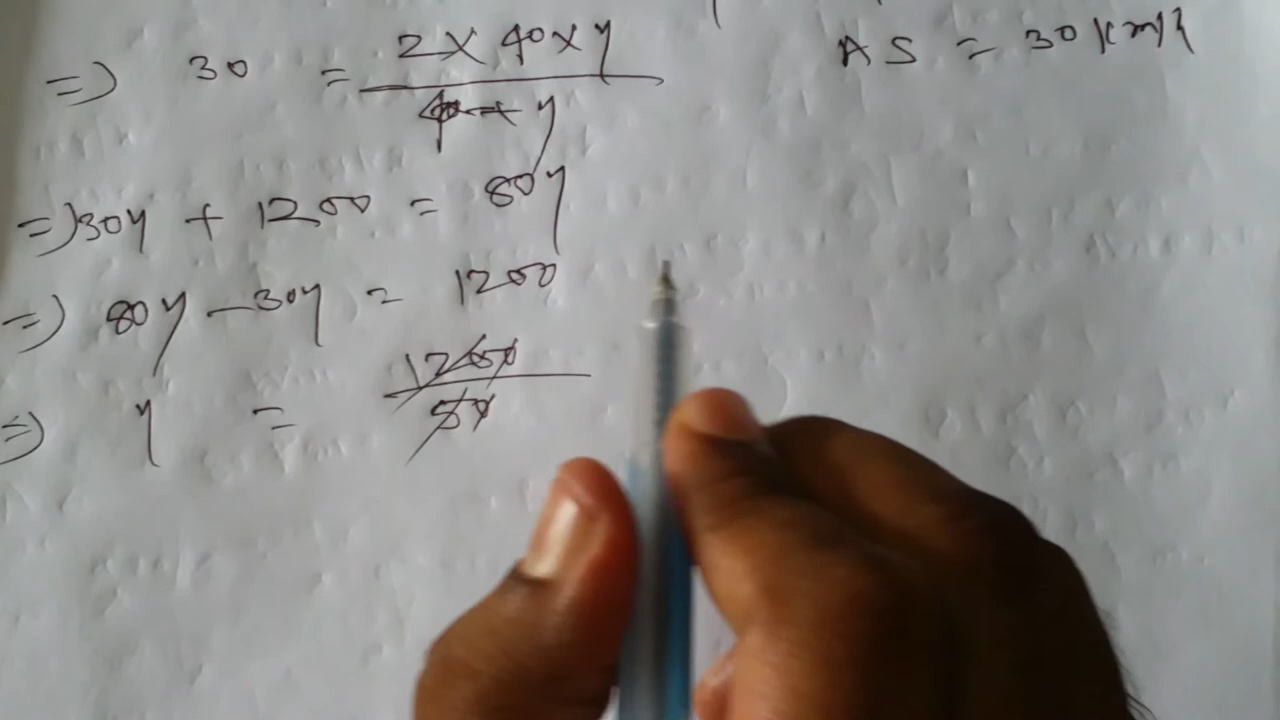 => 30 = 2 X 40 X y
40 + y
AS = 30 km/h
=> 30y + 1200 = 80y
=> 80y - 30y = 1200
=> y = 1200
50